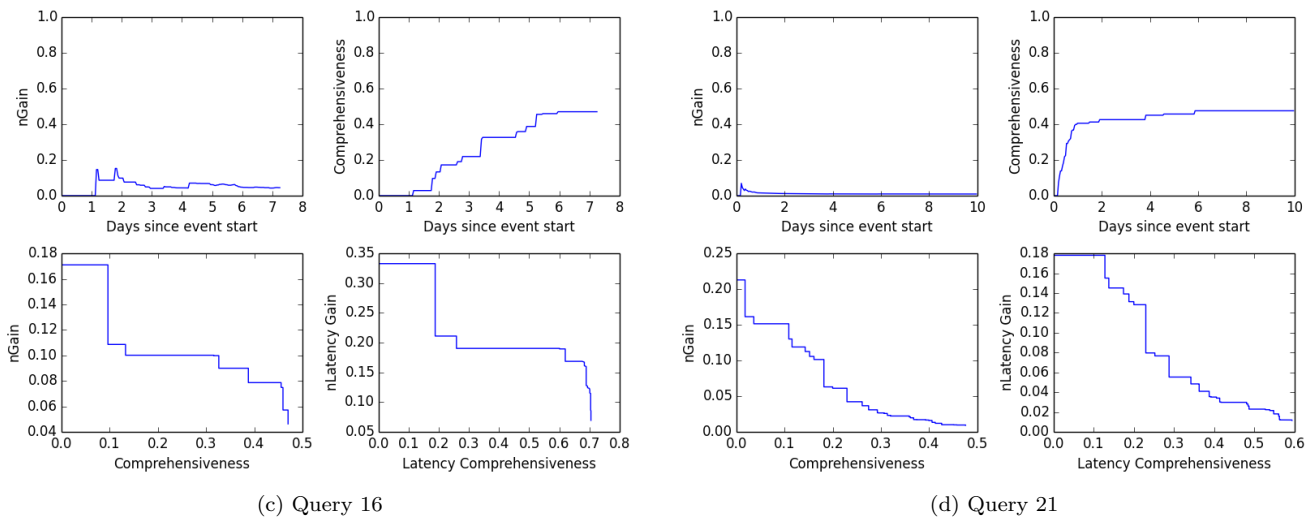 nGain
1.0
0.8
0.6
0.4
0.2
0.0
0 1 2 3 4 5 6 7 8
Days since event start
Comprehensiveness
1.0
0.8
0.6
0.4
0.2
0.0
0 1 2 3 4 5 6 7 8
Days since event start
nGain
0.18
0.16
0.14
0.12
0.10
0.08
0.06
0.04
0.0 0.1 0.2 0.3 0.4 0.5
Comprehensiveness
nLatency Gain
0.35
0.30
0.25
0.20
0.15
0.10
0.05
0.0 0.1 0.2 0.3 0.4 0.5 0.6 0.7 0.8
Latency Comprehensiveness
(c) Query 16
nGain
1.0
0.8
0.6
0.4
0.2
0.0
0 2 4 6 8 10
Days since event start
Comprehensiveness
1.0
0.8
0.6
0.4
0.2
0.0
0 2 4 6 8 10
Days since event start
nGain
0.25
0.20
0.15
0.10
0.05
0.00
0.0 0.1 0.2 0.3 0.4 0.5
Comprehensiveness
nLatency Gain
0.18
0.16
0.14
0.12
0.10
0.08
0.06
0.04
0.02
0.00
0.0 0.1 0.2 0.3 0.4 0.5 0.6
Latency Comprehensiveness
(d) Query 21